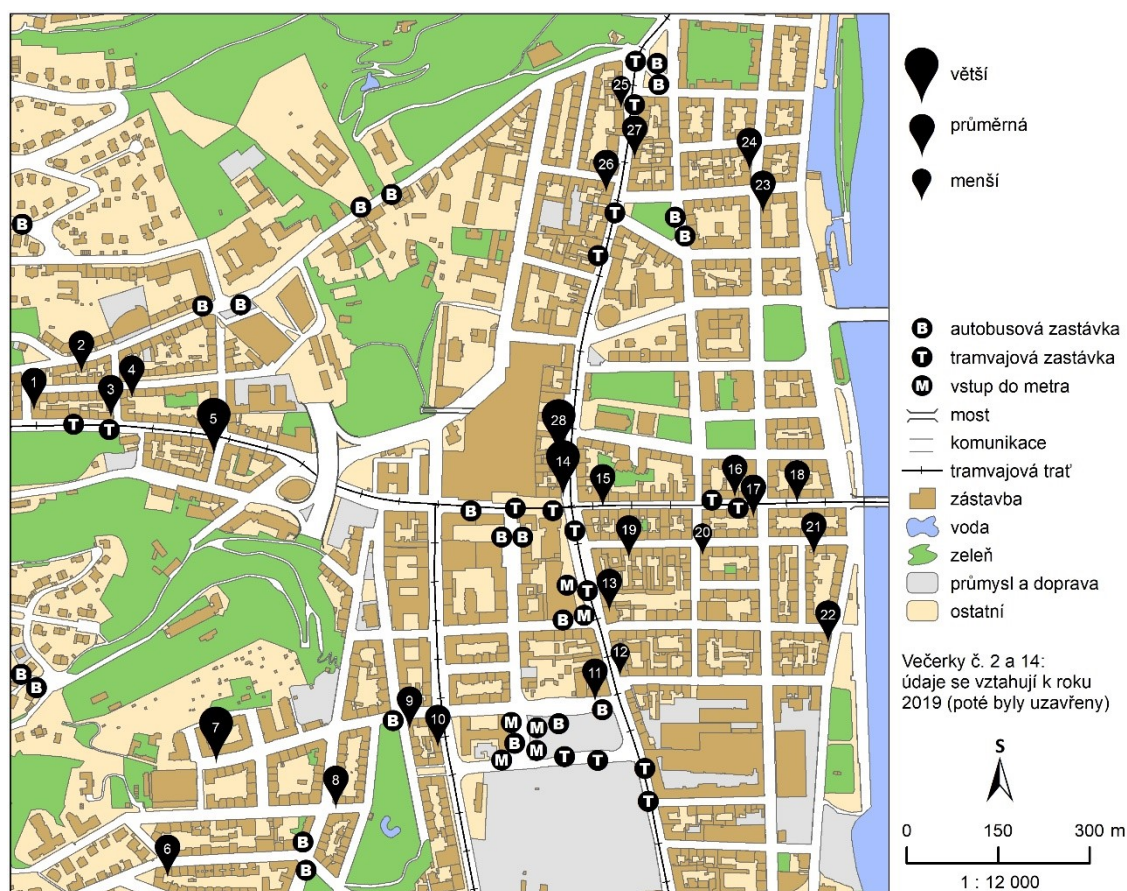 větší
průměrná
menší
B autobusová zastávka
T tramvajová zastávka
M vstup do metra
most
komunikace
tramvajová trať
zástavba
voda
zeleň
průmysl a doprava
ostatní
Večerky č. 2 a 14:
údaje se vztahují k roku
2019 (poté byly uzavřeny)
S
0 150 300 m
1 : 12 000
T B
25 B
T
27
24
26
23
B B
T B
B
B
T
B B
2
4
1
3
5
T T
28
14
15 16 18
17
B T T T T
T
B B
19 20 21
M T 13
B M
22
12
B B
11
9
10
B
7
M M B B
B M
M T T
T
8
T
B
6
B